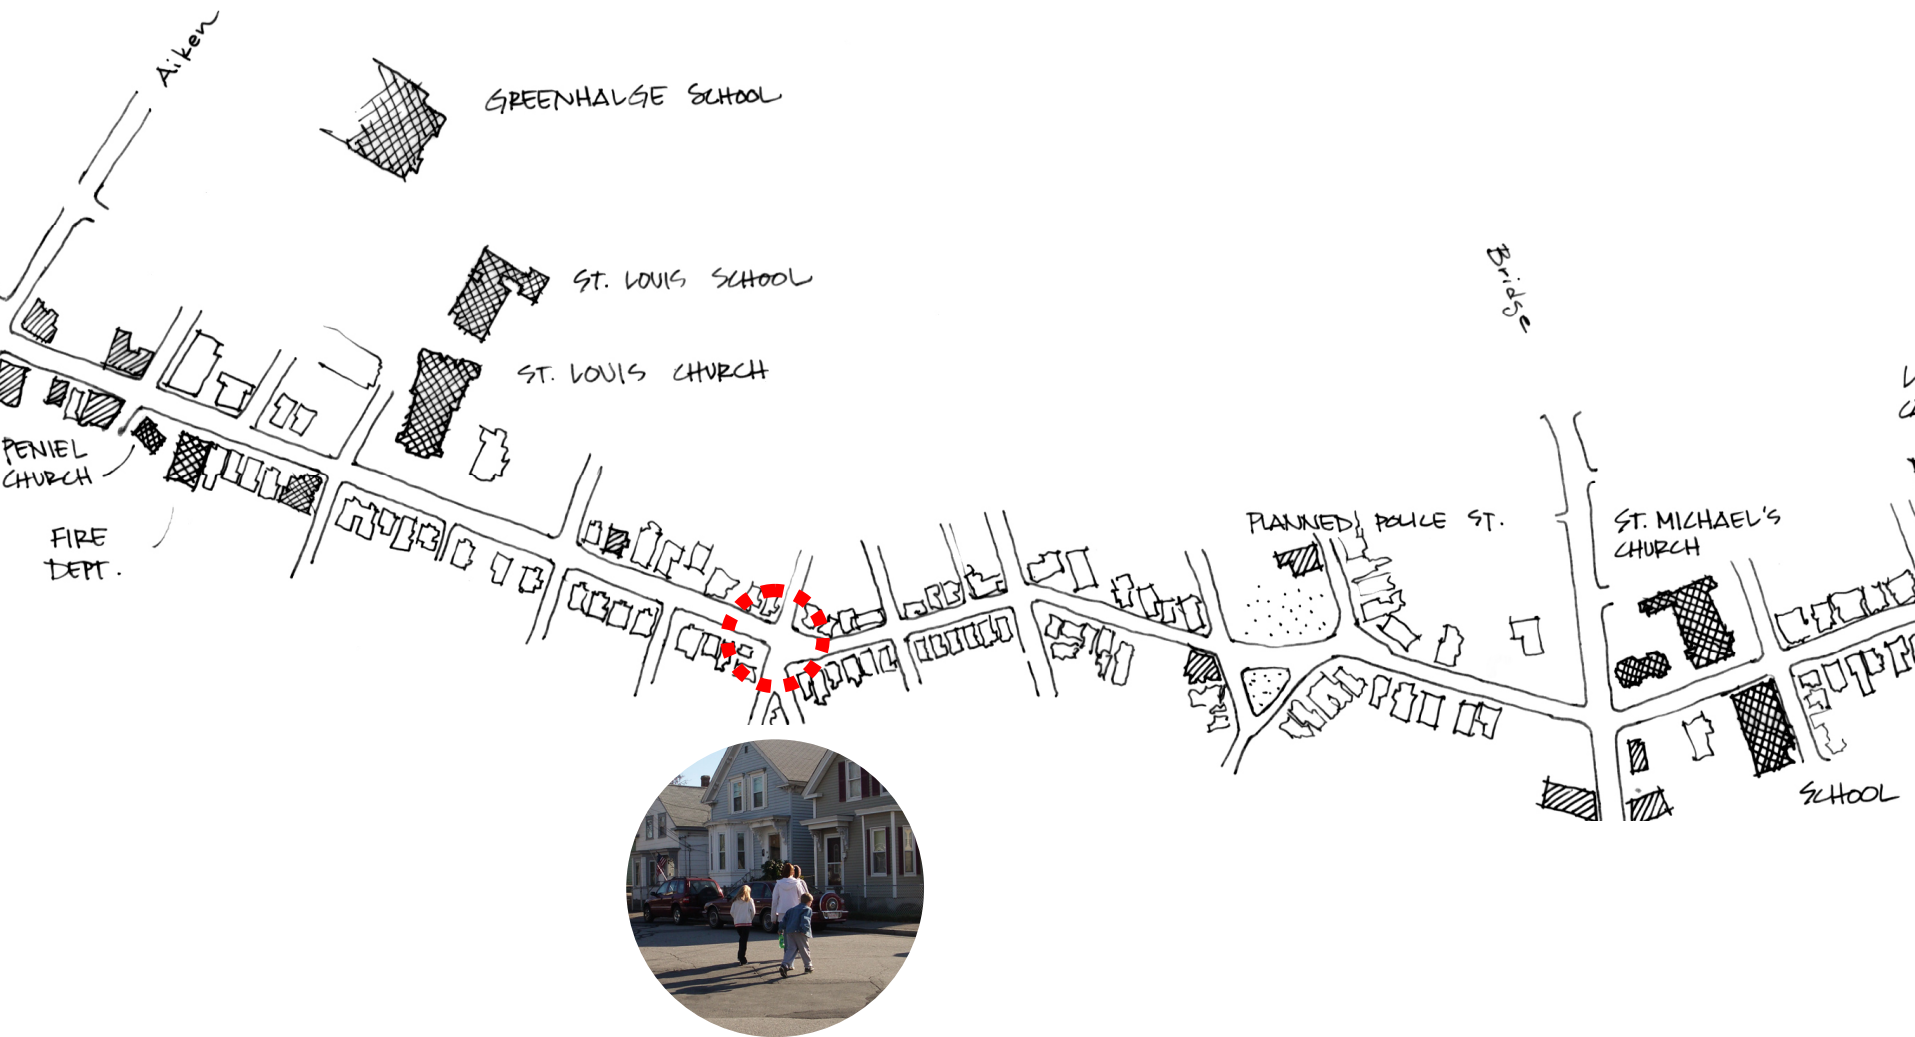 Aiken
GREENHALGE SCHOOL
ST. LOUIS SCHOOL
ST. LOUIS CHURCH
PENIEL
CHURCH
FIRE
DEPT.
Bridge
PLANNED POLICE ST.
ST. MICHAEL'S
CHURCH
SCHOOL